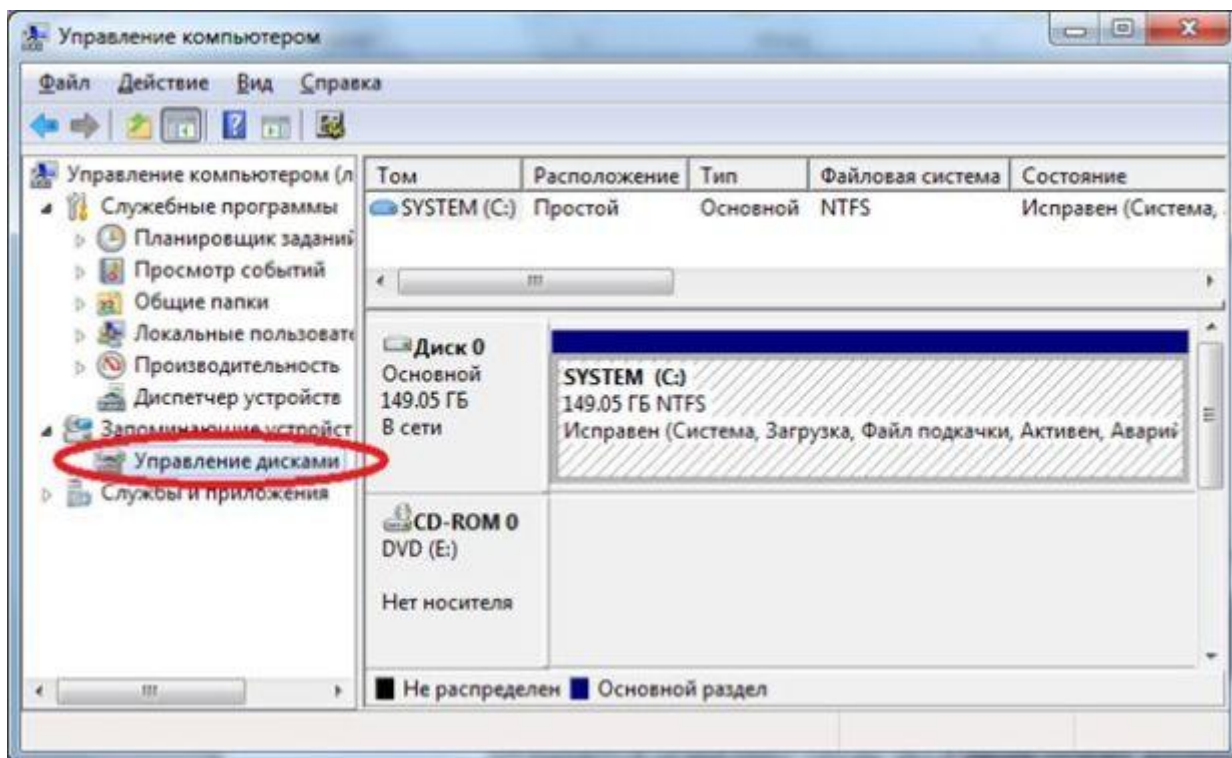 Управление компьютером
Файл Действие Вид Справка
Управление компьютером (л
Служебные программы
Планировщик заданий
Просмотр событий
Общие папки
Локальные пользовате
Производительность
Диспетчер устройств
Запоминающие устройст
Управление дисками
Службы и приложения
Том Расположение Тип Файловая система Состояние
SYSTEM (C:) Простой Основной NTFS Исправен (Система,
Диск 0
Основной
149.05 ГБ
В сети
SYSTEM (C:)
149.05 ГБ NTFS
Исправен (Система, Загрузка, Файл подкачки, Активен, Аварий
CD-ROM 0
DVD (E:)
Нет носителя
Не распределен Основной раздел